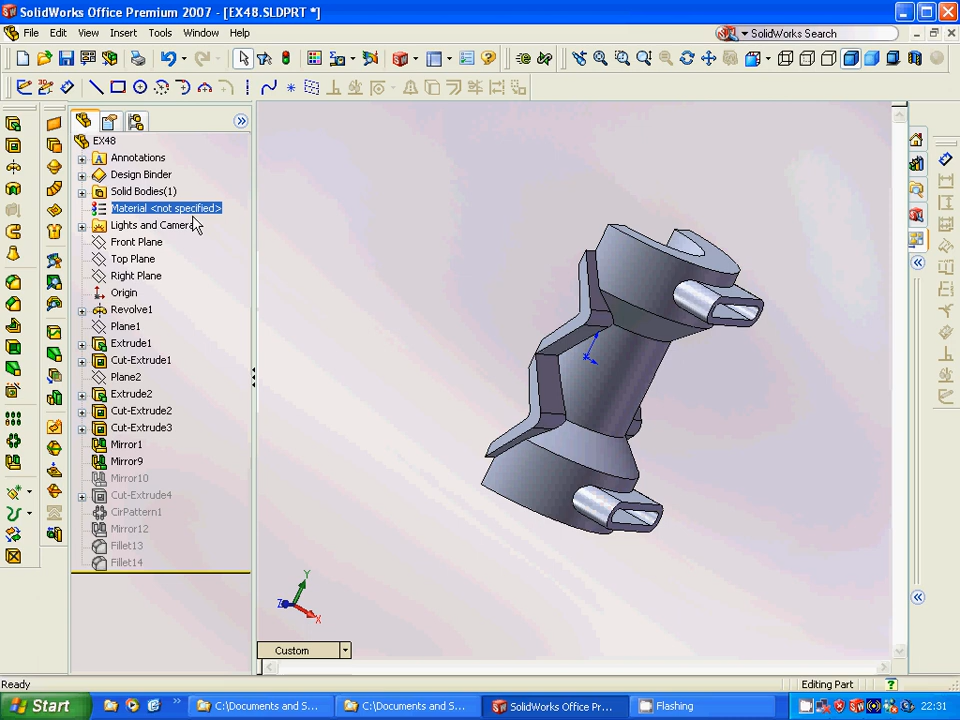 SolidWorks Office Premium 2007 - [EX48.SLDPRT *]
File Edit View Insert Tools Window Help
SolidWorks Search
EX48
Annotations
Design Binder
Solid Bodies(1)
Material <not specified>
Lights and Camera
Front Plane
Top Plane
Right Plane
Origin
Revolve1
Plane1
Extrude1
Cut-Extrude1
Plane2
Extrude2
Cut-Extrude2
Cut-Extrude3
Mirror1
Mirror9
Mirror10
Cut-Extrude4
CirPattern1
Mirror12
Fillet13
Fillet14
Y
Z
X
Custom
Ready
Editing Part
Start
C:\Documents and S...
C:\Documents and S...
SolidWorks Office Pr...
Flashing
22:31